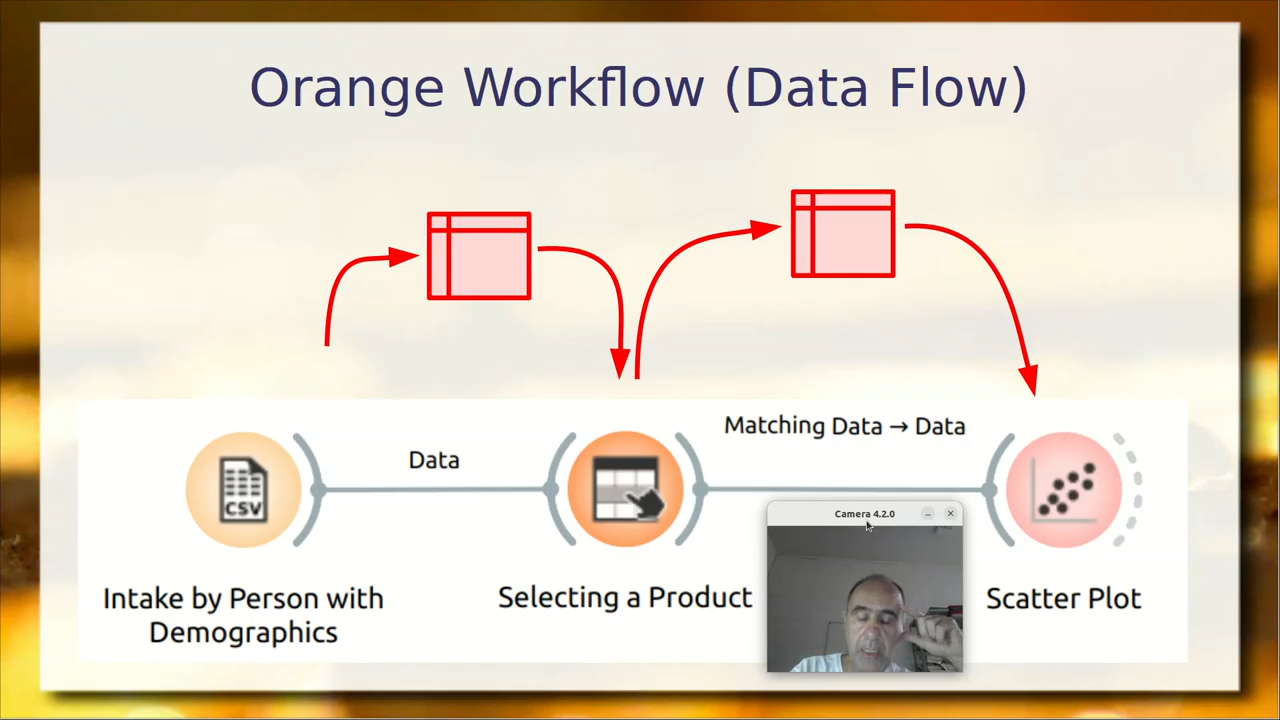 Orange Workflow (Data Flow)
Matching Data → Data
Data
CSV
Camera 4.2.0
Intake by Person with
Demographics
Selecting a Product
Scatter Plot